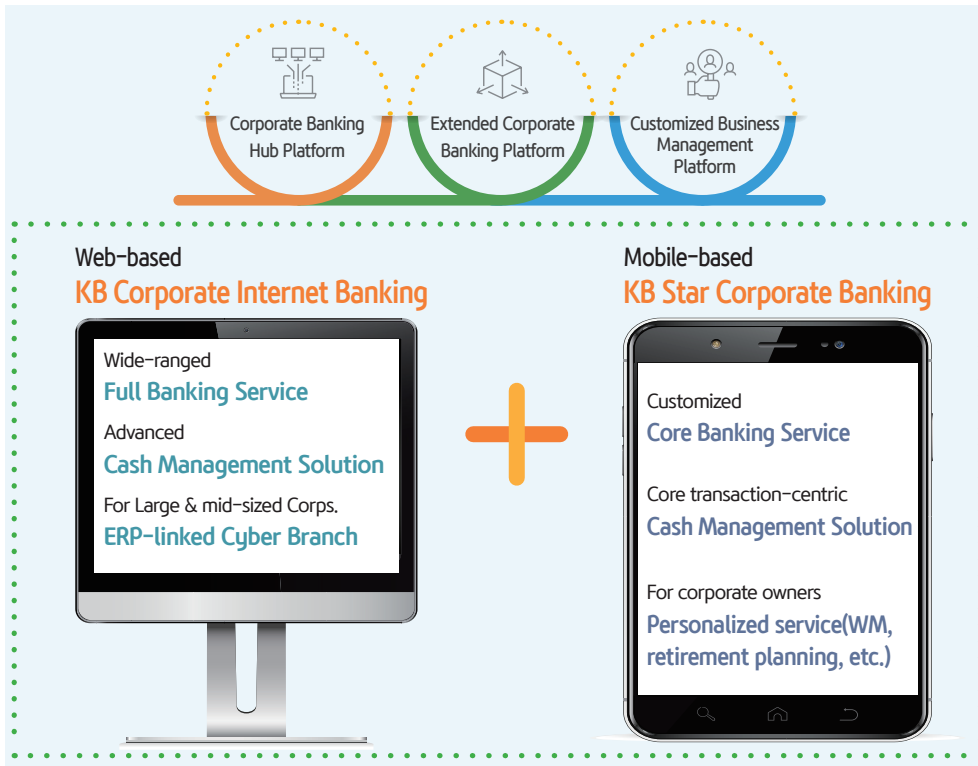 Corporate Banking
Hub Platform
Extended Corporate
Banking Platform
Customized Business
Management
Platform
Web-based
KB Corporate Internet Banking
Wide-ranged
Full Banking Service
Advanced
Cash Management Solution
For Large & mid-sized Corps.
ERP-linked Cyber Branch
Mobile-based
KB Star Corporate Banking
Customized
Core Banking Service
Core transaction-centric
Cash Management Solution
For corporate owners
Personalized service(WM,
retirement planning, etc.)